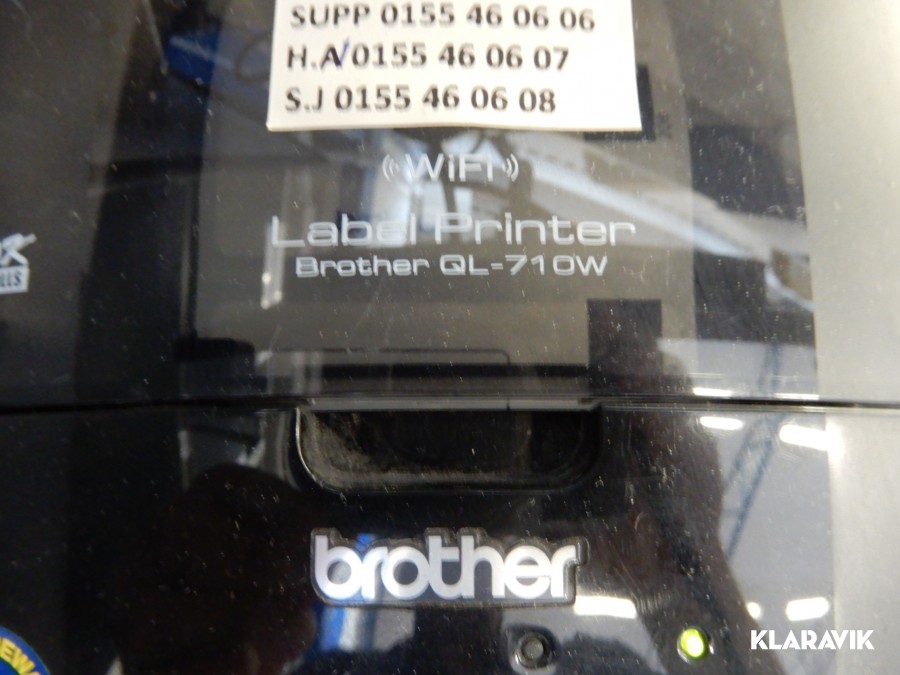 SUPP 0155 46 06 06
H.A 0155 46 06 07
S.J 0155 46 06 08
WiFi
Label Printer
Brother QL-710W
brother
KLARAVIK